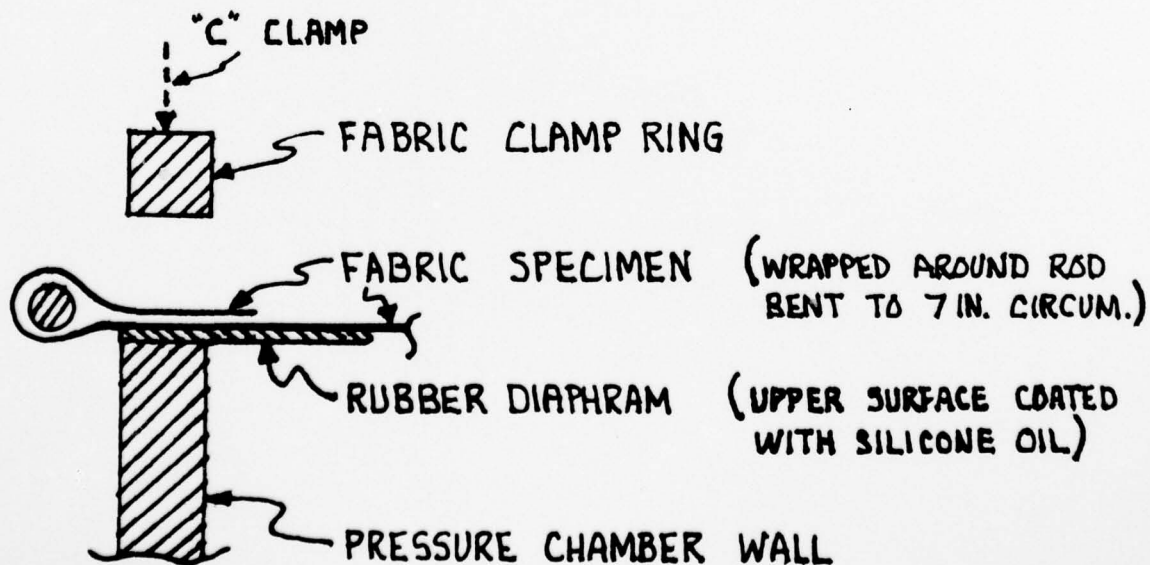 "C" CLAMP
FABRIC CLAMP RING
FABRIC SPECIMEN (WRAPPED AROUND ROD
BENT TO 7 IN. CIRCUM.)
RUBBER DIAPHRAM (UPPER SURFACE COATED
WITH SILICONE OIL)
PRESSURE CHAMBER WALL